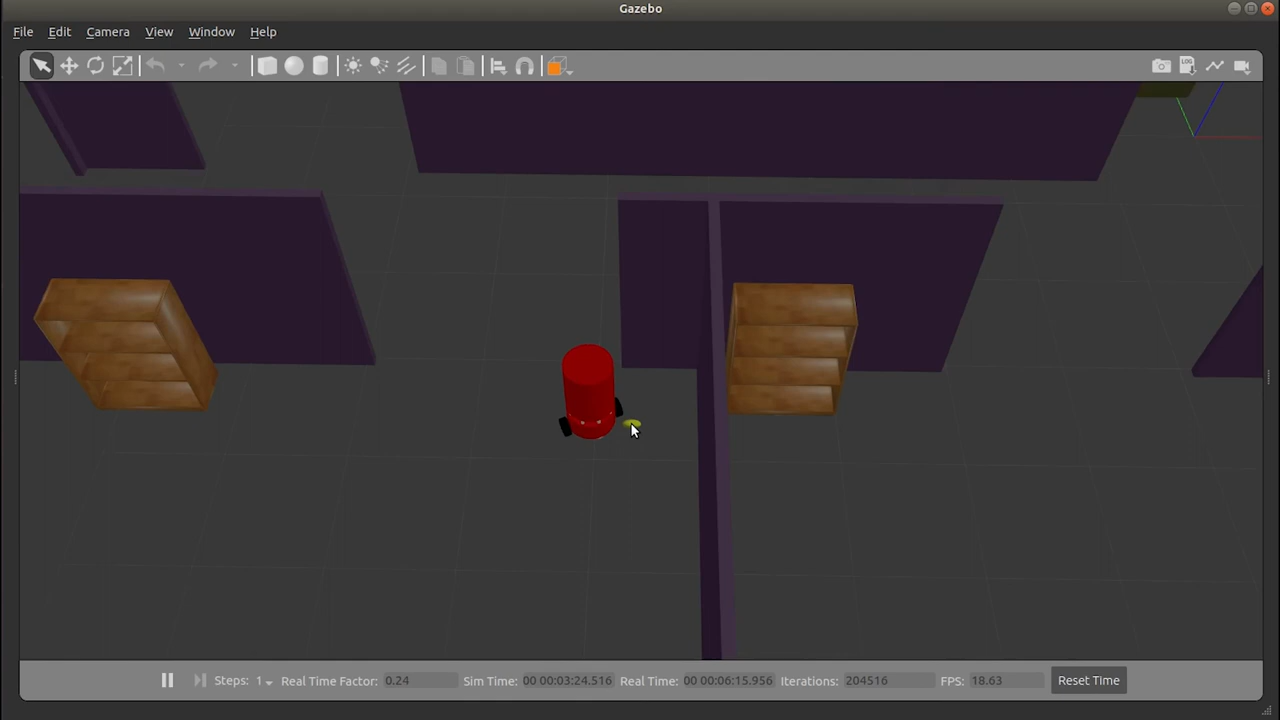 Gazebo
File Edit Camera View Window Help
LOG
Steps: 1 Real Time Factor: 0.24 Sim Time: 00 00:03:24.516 Real Time: 00 00:06:15.956 Iterations: 204516 FPS: 18.63 Reset Time